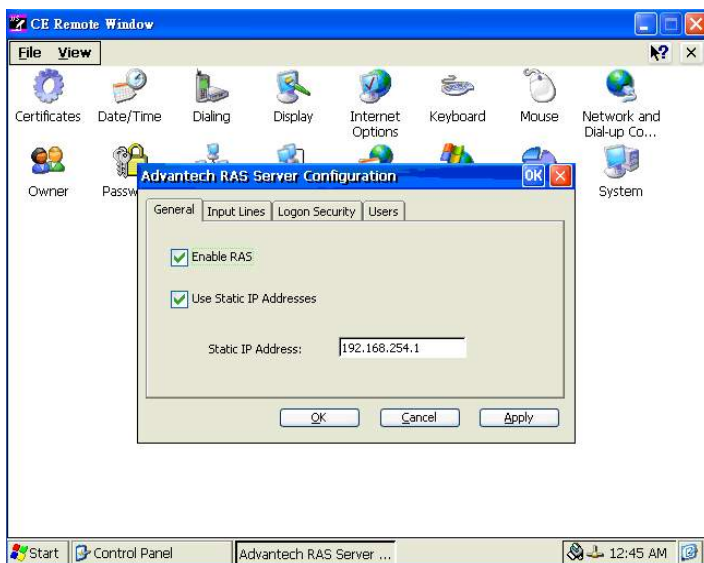 CE Remote Window
File View
Certificates Date/Time Dialing Display Internet Options Keyboard Mouse Network and Dial-up Co...
Owner System
Advantech RAS Server Configuration OK
General Input Lines Logon Security Users
Enable RAS
Use Static IP Addresses
Static IP Address: 192.168.254.1
OK Cancel Apply
Start Control Panel Advantech RAS Server ... 12:45 AM